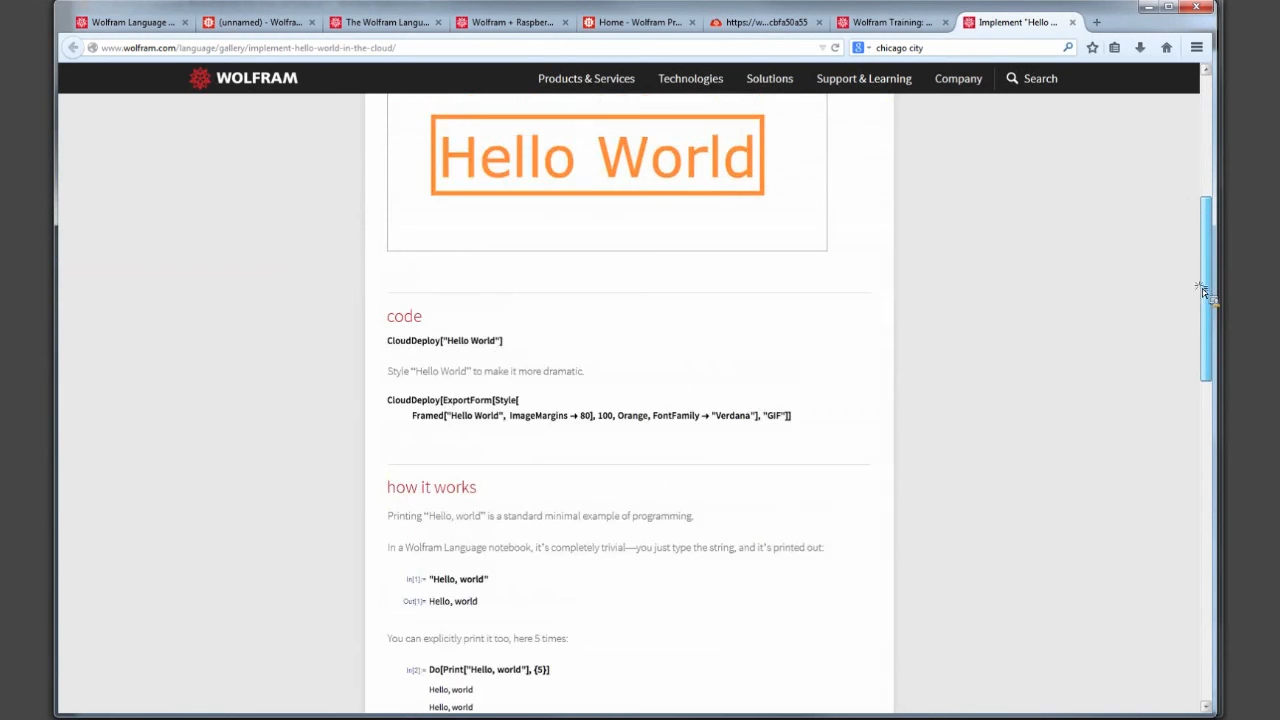 Wolfram Language ...
(unnamed) - Wolfra...
The Wolfram Langu...
Wolfram + Raspber...
Home - Wolfram Pr...
https://w...cbfa50a55
Wolfram Training: ...
Implement "Hello ...
www.wolfram.com/language/gallery/implement-hello-world-in-the-cloud/
chicago city
WOLFRAM
Products & Services
Technologies
Solutions
Support & Learning
Company
Search
Hello World
code
CloudDeploy["Hello World"]
Style “Hello World” to make it more dramatic.
CloudDeploy[ExportForm[Style[
Framed["Hello World", ImageMargins → 80], 100, Orange, FontFamily → "Verdana"], "GIF"]]
how it works
Printing “Hello, world” is a standard minimal example of programming.
In a Wolfram Language notebook, it’s completely trivial—you just type the string, and it’s printed out:
In[1]:= "Hello, world"
Out[1]= Hello, world
You can explicitly print it too, here 5 times:
In[2]:= Do[Print["Hello, world"], {5}]
Hello, world
Hello, world